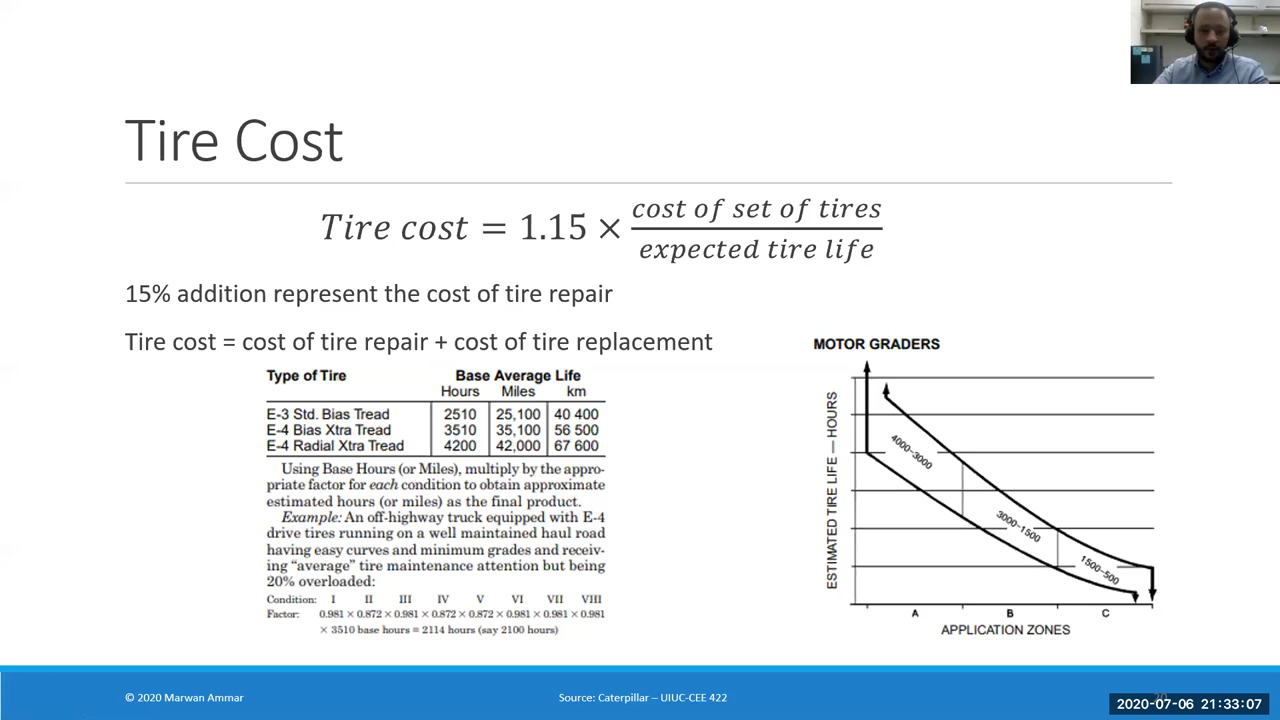 Tire Cost
Tire cost = 1.15 × cost of set of tires / expected tire life
15% addition represent the cost of tire repair
Tire cost = cost of tire repair + cost of tire replacement
Type of Tire Base Average Life
Hours Miles km
E-3 Std. Bias Tread 2510 25,100 40 400
E-4 Bias Xtra Tread 3510 35,100 56 500
E-4 Radial Xtra Tread 4200 42,000 67 600
Using Base Hours (or Miles), multiply by the appro-
priate factor for each condition to obtain approximate
estimated hours (or miles) as the final product.
Example: An off-highway truck equipped with E-4
drive tires running on a well maintained haul road
having easy curves and minimum grades and receiv-
ing “average” tire maintenance attention but being
20% overloaded:
Condition: I II III IV V VI VII VIII
Factor: 0.981 × 0.872 × 0.981 × 0.872 × 0.872 × 0.981 × 0.981 × 0.981
× 3510 base hours = 2114 hours (say 2100 hours)
MOTOR GRADERS
ESTIMATED TIRE LIFE — HOURS
4000–3000
3000–1500
1500–500
A B C
APPLICATION ZONES
© 2020 Marwan Ammar
Source: Caterpillar – UIUC-CEE 422
2020-07-06 21:33:07